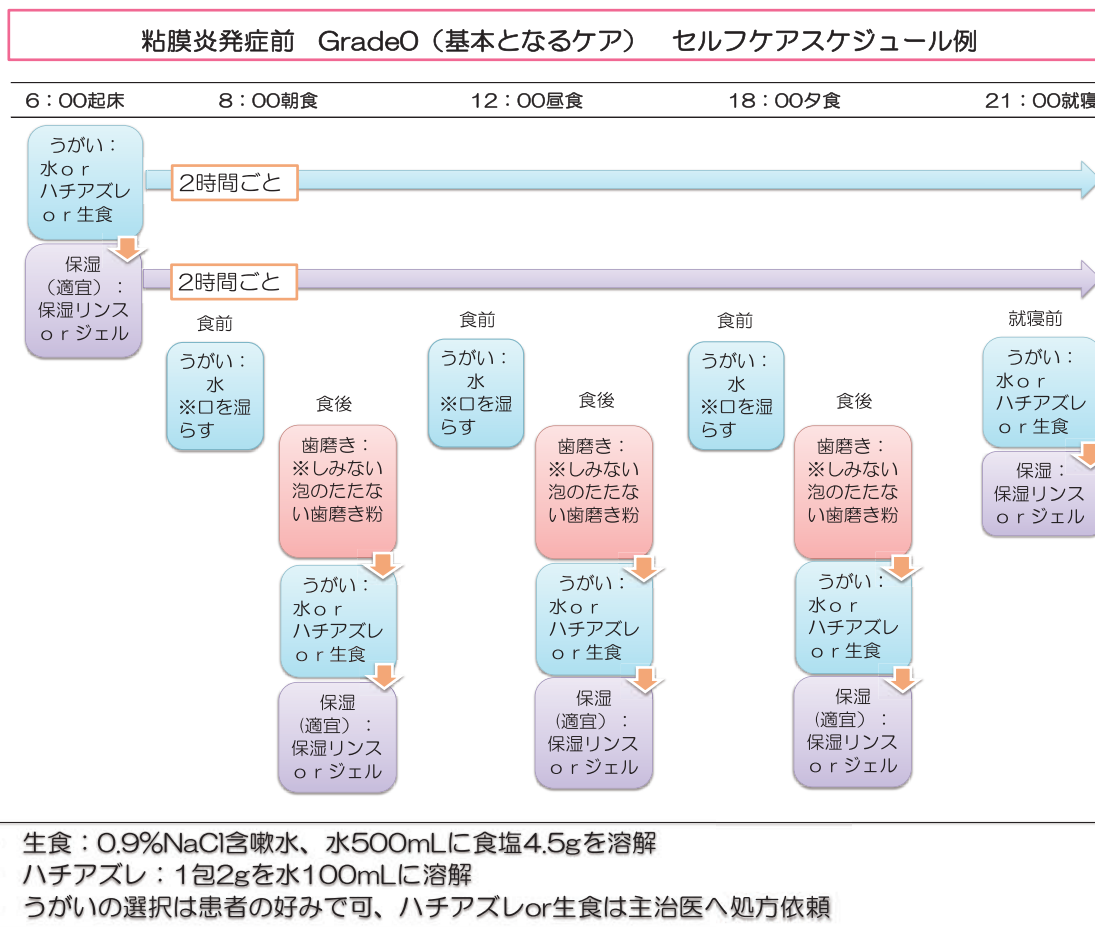 粘膜炎発症前　Grade0（基本となるケア）　セルフケアスケジュール例
6：00起床
8：00朝食
12：00昼食
18：00夕食
21：00就寝
うがい：
水ｏｒ
ハチアズレ
ｏｒ生食
2時間ごと
保湿
（適宜）：
保湿リンス
ｏｒジェル
2時間ごと
食前
うがい：
水
※口を湿
らす
食後
歯磨き：
※しみない
泡のたたな
い歯磨き粉
うがい：
水ｏｒ
ハチアズレ
ｏｒ生食
保湿
(適宜）：
保湿リンス
ｏｒジェル
食前
うがい：
水
※口を湿
らす
食後
歯磨き：
※しみない
泡のたたな
い歯磨き粉
うがい：
水ｏｒ
ハチアズレ
ｏｒ生食
保湿
(適宜）：
保湿リンス
ｏｒジェル
食前
うがい：
水
※口を湿
らす
食後
歯磨き：
※しみない
泡のたたな
い歯磨き粉
うがい：
水ｏｒ
ハチアズレ
ｏｒ生食
保湿
(適宜）：
保湿リンス
ｏｒジェル
就寝前
うがい：
水ｏｒ
ハチアズレ
ｏｒ生食
保湿：
保湿リンス
ｏｒジェル
生食：0.9%NaCl含嗽水、水500mLに食塩4.5gを溶解
ハチアズレ：1包2gを水100mLに溶解
うがいの選択は患者の好みで可、ハチアズレor生食は主治医へ処方依頼